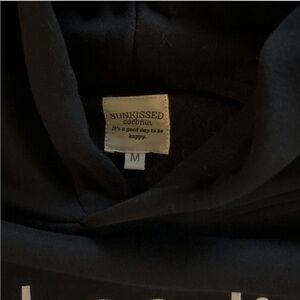 SUNKISSED
coconut
It's a good day to be
happy.
M